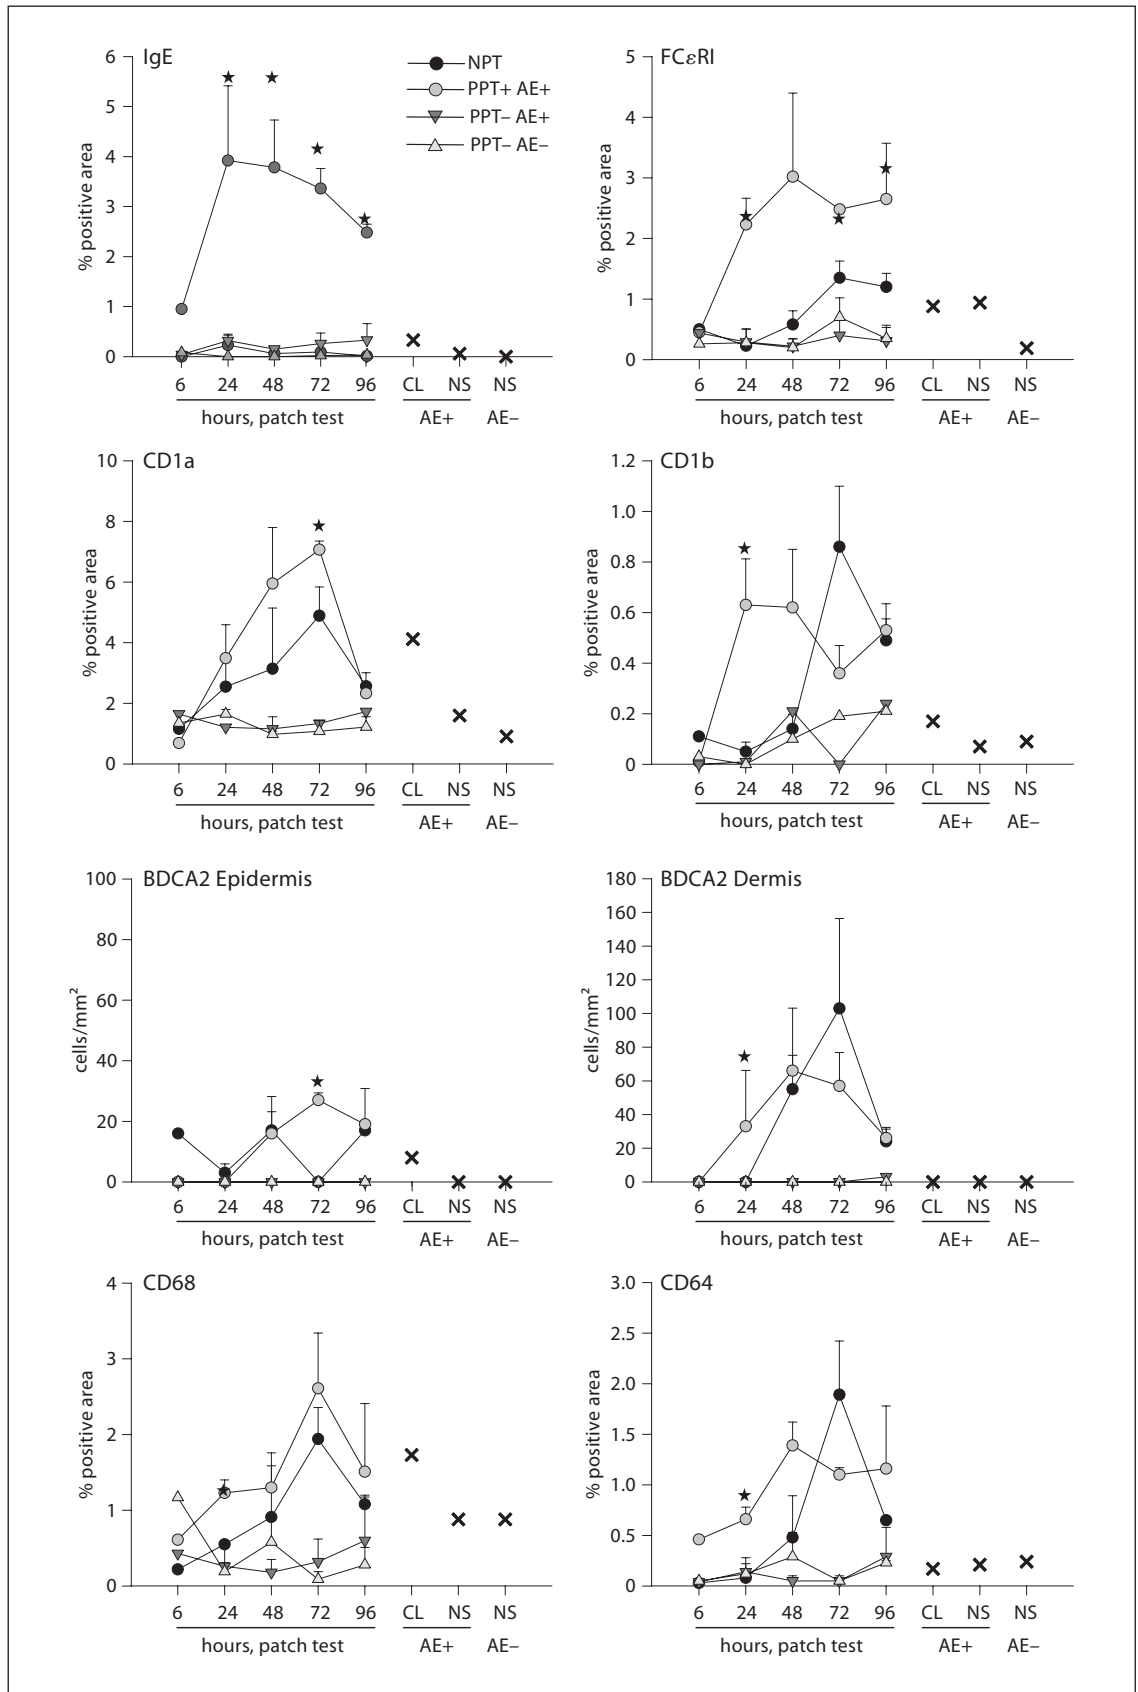 IgE
NPT
PPT+ AE+
PPT– AE+
PPT– AE–
% positive area
6
5
4
3
2
1
0
6 24 48 72 96 CL NS NS
hours, patch test AE+ AE–
FCεRI
% positive area
5
4
3
2
1
0
6 24 48 72 96 CL NS NS
hours, patch test AE+ AE–
CD1a
% positive area
10
8
6
4
2
0
6 24 48 72 96 CL NS NS
hours, patch test AE+ AE–
CD1b
% positive area
1.2
1.0
0.8
0.6
0.4
0.2
0
6 24 48 72 96 CL NS NS
hours, patch test AE+ AE–
BDCA2 Epidermis
cells/mm²
100
80
60
40
20
0
6 24 48 72 96 CL NS NS
hours, patch test AE+ AE–
BDCA2 Dermis
cells/mm²
180
160
140
120
100
80
60
40
20
0
6 24 48 72 96 CL NS NS
hours, patch test AE+ AE–
CD68
% positive area
4
3
2
1
0
6 24 48 72 96 CL NS NS
hours, patch test AE+ AE–
CD64
% positive area
3.0
2.5
2.0
1.5
1.0
0.5
0
6 24 48 72 96 CL NS NS
hours, patch test AE+ AE–